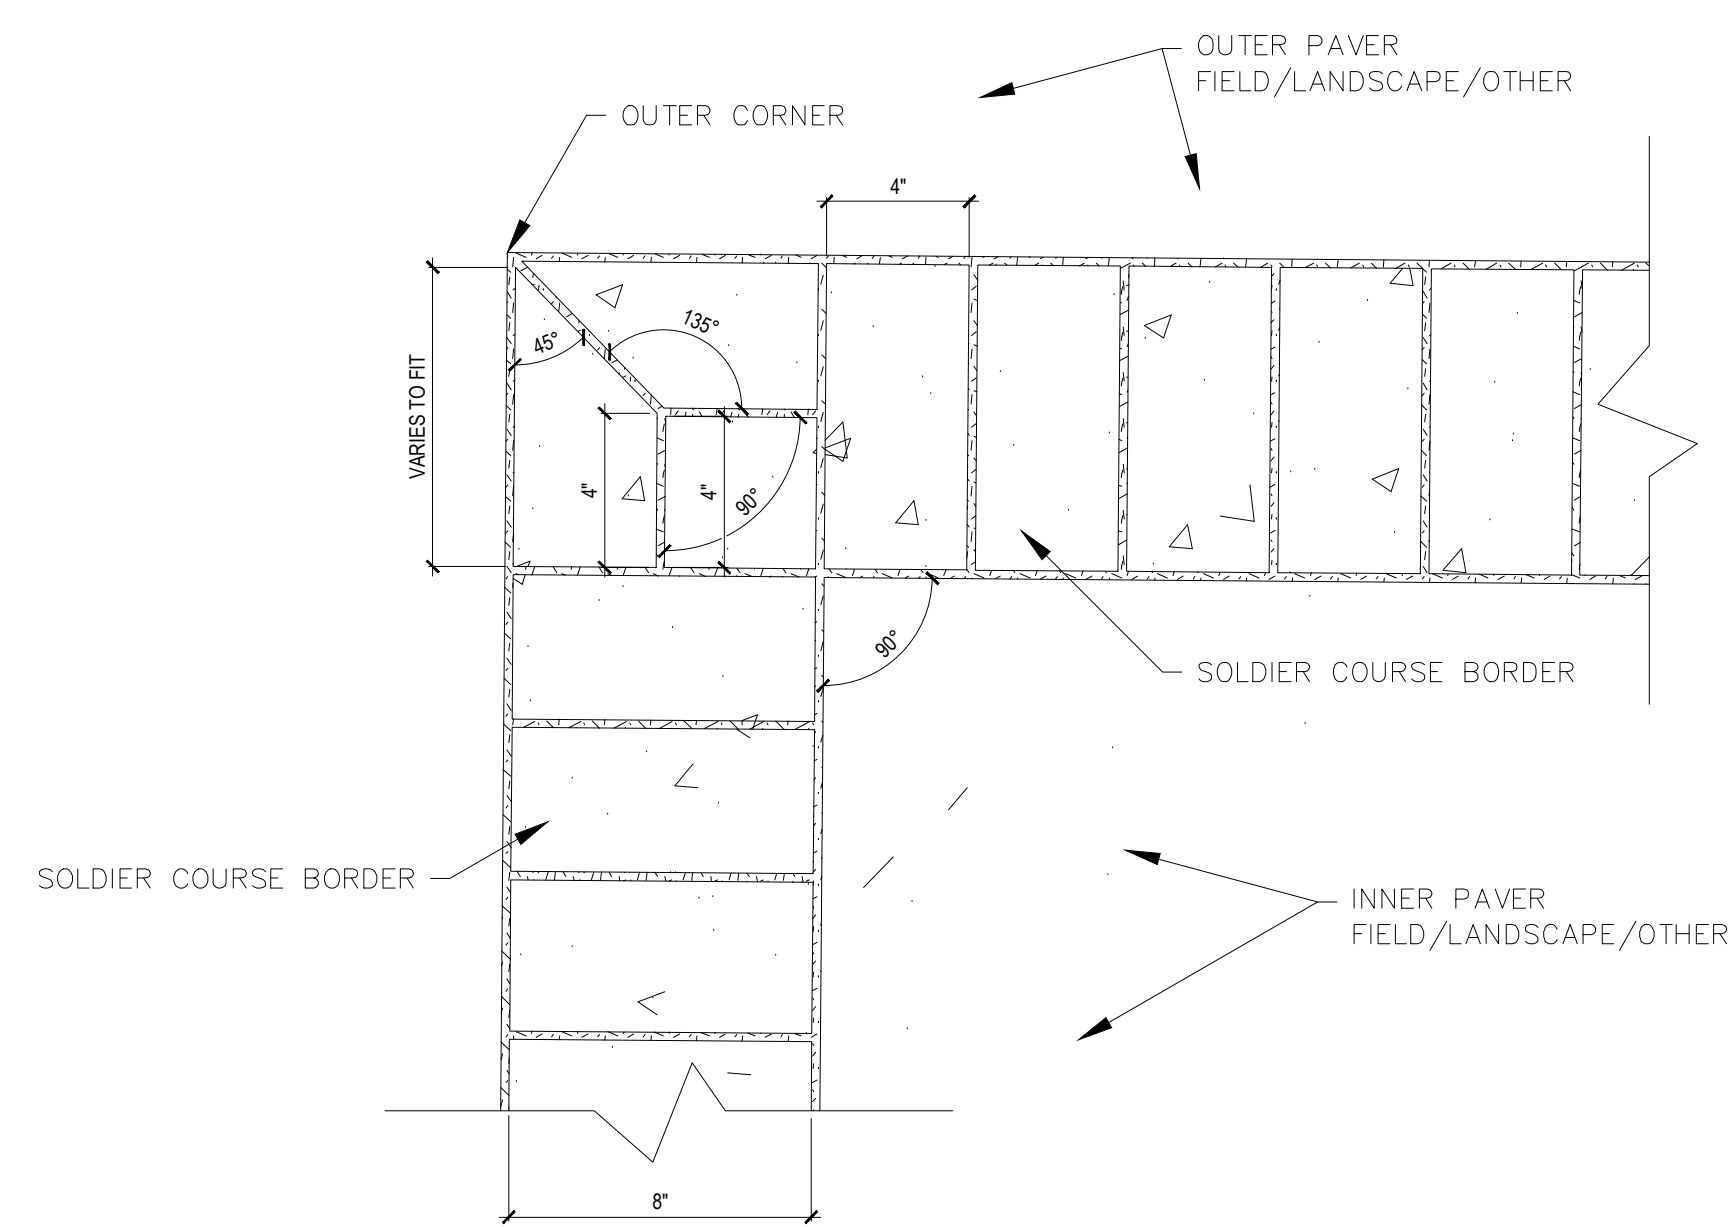 OUTER PAVER
FIELD/LANDSCAPE/OTHER
OUTER CORNER
4"
135°
45°
VARIES TO FIT
4"
4"
90°
90°
SOLDIER COURSE BORDER
SOLDIER COURSE BORDER
INNER PAVER
FIELD/LANDSCAPE/OTHER
8"